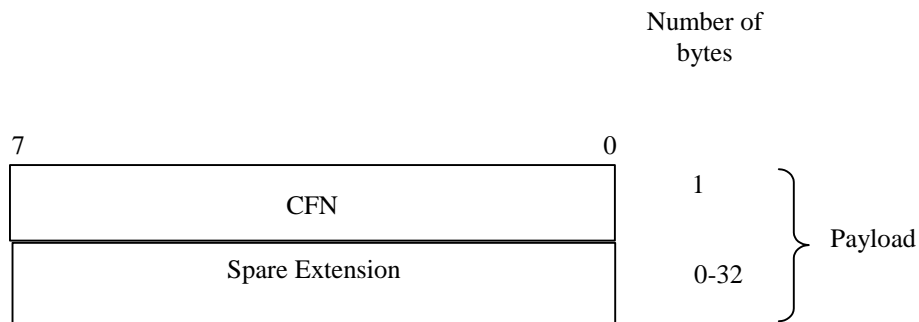 Number of
bytes
7 0
CFN 1
Payload
Spare Extension 0-32